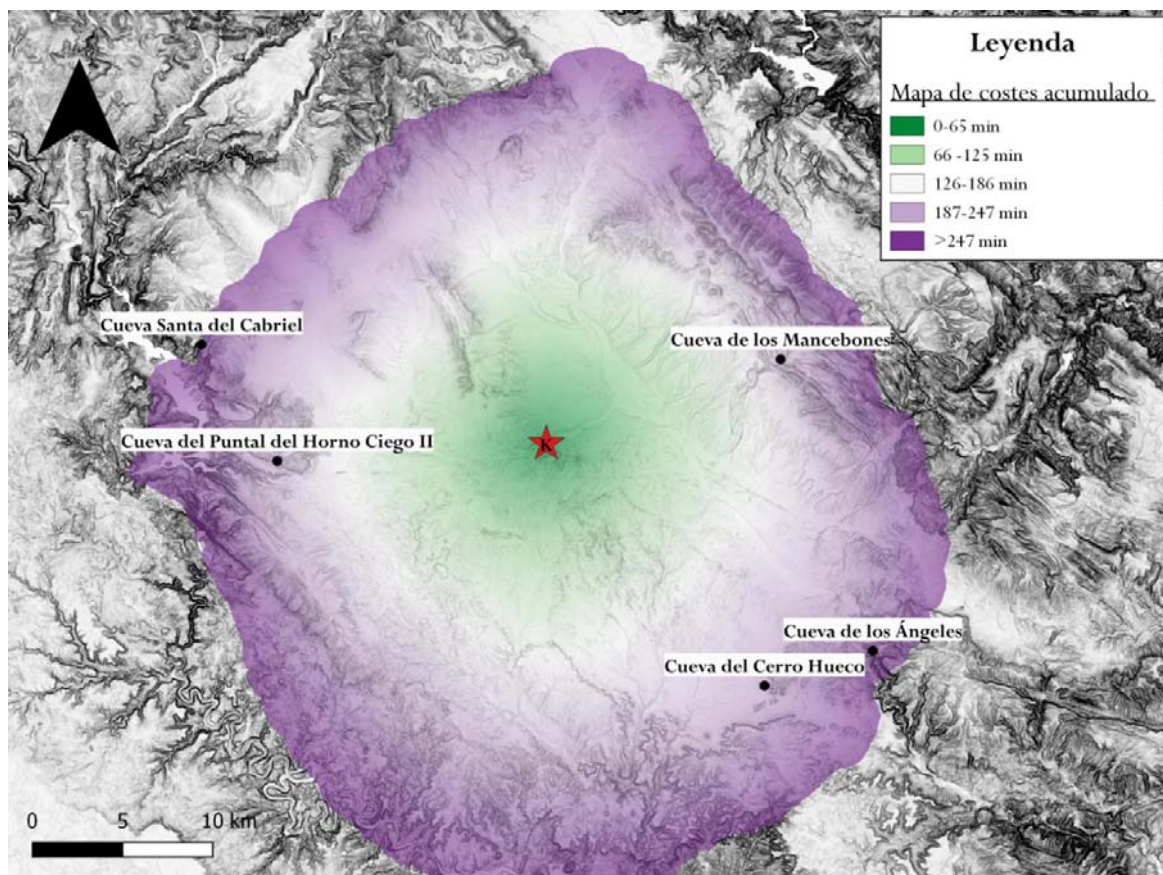 Leyenda
Mapa de costes acumulado
0-65 min
66 -125 min
126-186 min
187-247 min
>247 min
Cueva Santa del Cabriel
Cueva de los Mancebones
Cueva del Puntal del Horno Ciego II
K
Cueva de los Ángeles
Cueva del Cerro Hueco
0 5 10 km